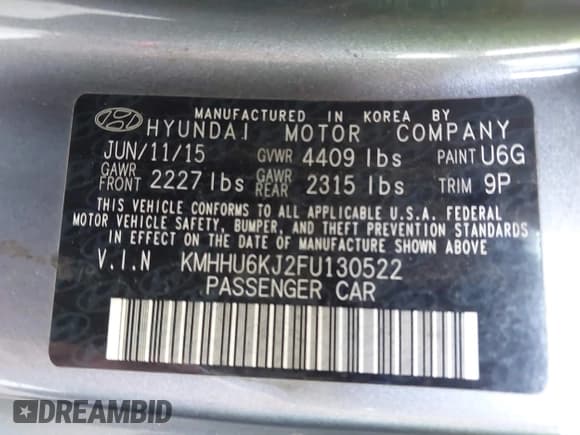 MANUFACTURED IN KOREA BY
HYUNDAI MOTOR COMPANY
JUN/11/15 GVWR 4409 lbs PAINT U6G
GAWR FRONT 2227 lbs GAWR REAR 2315 lbs TRIM 9P
THIS VEHICLE CONFORMS TO ALL APPLICABLE U.S.A. FEDERAL
MOTOR VEHICLE SAFETY, BUMPER, AND THEFT PREVENTION STANDARDS
IN EFFECT ON THE DATE OF MANUFACTURE SHOWN ABOVE
V.I.N KMHHU6KJ2FU130522
PASSENGER CAR
DREAMBID